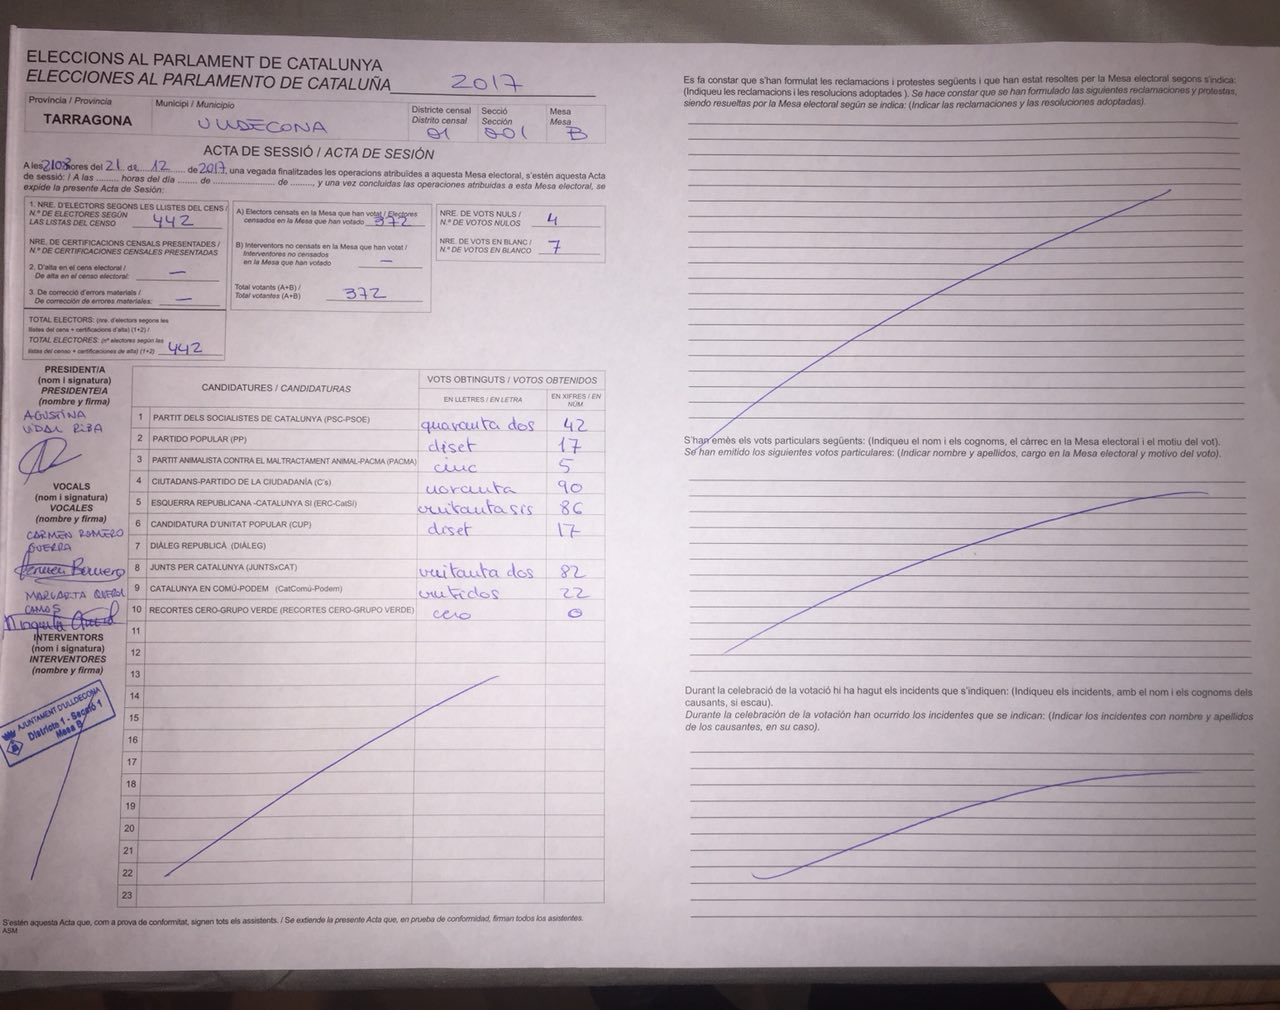 ELECCIONS AL PARLAMENT DE CATALUNYA
ELECCIONES AL PARLAMENTO DE CATALUÑA 2017
Província / Provincia
TARRAGONA
Municipi / Municipio
ULLDECONA
Districte censal
Distrito censal
01
Secció
Sección
001
Mesa
Mesa
B
ACTA DE SESSIÓ / ACTA DE SESIÓN
A les 2108 hores del 21 de 12 de 2017, una vegada finalitzades les operacions atribuïdes a aquesta Mesa electoral, s'estén aquesta Acta
de sessió: / A las ......... horas del día ....... de ........................ de ........., y una vez concluidas las operaciones atribuidas a esta Mesa electoral, se
expide la presente Acta de Sesión:
1. NRE. D'ELECTORS SEGONS LES LLISTES DEL CENS /
N.º DE ELECTORES SEGÚN
LAS LISTAS DEL CENSO 442
NRE. DE CERTIFICACIONS CENSALS PRESENTADES /
N.º DE CERTIFICACIONES CENSALES PRESENTADAS
2. D'alta en el cens electoral /
De alta en el censo electoral: —
3. De correcció d'errors materials /
De corrección de errores materiales: —
TOTAL ELECTORS: (nre. d'electors segons les
llistes del cens + certificacions d'alta) (1+2) /
TOTAL ELECTORES: (nº electores según las
listas del censo + certificaciones de alta) (1+2) 442
A) Electors censats en la Mesa que han votat / Electores
censados en la Mesa que han votado 372
B) Interventors no censats en la Mesa que han votat /
Interventores no censados
en la Mesa que han votado —
Total votants (A+B) /
Total votantes (A+B) 372
NRE. DE VOTS NULS /
N.º DE VOTOS NULOS 4
NRE. DE VOTS EN BLANC /
N.º DE VOTOS EN BLANCO 7
PRESIDENT/A
(nom i signatura)
PRESIDENTE/A
(nombre y firma)
AGUSTINA
VIDAL RIBA
VOCALS
(nom i signatura)
VOCALES
(nombre y firma)
CARMEN ROMERO
GUERRA
Carmen Romero
MARGARITA QUEROL
INTERVENTORS
(nom i signatura)
INTERVENTORES
(nombre y firma)
AJUNTAMENT D'ULLDECONA
Districte 1 - Secció 1
Mesa B
CANDIDATURES / CANDIDATURAS
VOTS OBTINGUTS / VOTOS OBTENIDOS
EN LLETRES / EN LETRA
EN XIFRES / EN
NÚM
1 PARTIT DELS SOCIALISTES DE CATALUNYA (PSC-PSOE) quaranta dos 42
2 PARTIDO POPULAR (PP) diset 17
3 PARTIT ANIMALISTA CONTRA EL MALTRACTAMENT ANIMAL-PACMA (PACMA) cinc 5
4 CIUTADANS-PARTIDO DE LA CIUDADANÍA (C's) noranta 90
5 ESQUERRA REPUBLICANA -CATALUNYA SÍ (ERC-CatSí) vuitantasis 86
6 CANDIDATURA D'UNITAT POPULAR (CUP) diset 17
7 DIÀLEG REPUBLICÀ (DIÀLEG)
8 JUNTS PER CATALUNYA (JUNTSxCAT) vuitanta dos 82
9 CATALUNYA EN COMÚ-PODEM (CatComú-Podem) vintidos 22
10 RECORTES CERO-GRUPO VERDE (RECORTES CERO-GRUPO VERDE) cero 0
11
12
13
14
15
16
17
18
19
20
21
22
23
S'estén aquesta Acta que, com a prova de conformitat, signen tots els assistents. / Se extiende la presente Acta que, en prueba de conformidad, firman todos los asistentes.
ASM
Es fa constar que s'han formulat les reclamacions i protestes següents i que han estat resoltes per la Mesa electoral segons s'indica:
(Indiqueu les reclamacions i les resolucions adoptades ). Se hace constar que se han formulado las siguientes reclamaciones y protestas,
siendo resueltas por la Mesa electoral según se indica: (Indicar las reclamaciones y las resoluciones adoptadas).
S'han emès els vots particulars següents: (Indiqueu el nom i els cognoms, el càrrec en la Mesa electoral i el motiu del vot).
Se han emitido los siguientes votos particulares: (Indicar nombre y apellidos, cargo en la Mesa electoral y motivo del voto).
Durant la celebració de la votació hi ha hagut els incidents que s'indiquen: (Indiqueu els incidents, amb el nom i els cognoms dels
causants, si escau).
Durante la celebración de la votación han ocurrido los incidentes que se indican: (Indicar los incidentes con nombre y apellidos
de los causantes, en su caso).